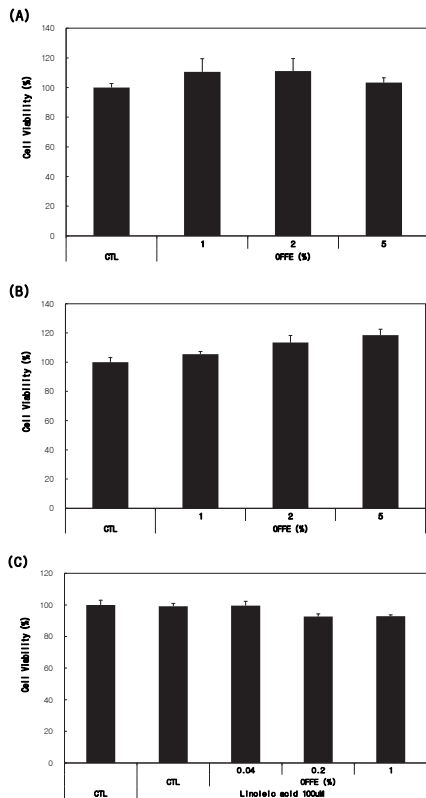 (A)
Cell Viability (%)
140
120
100
80
60
40
20
0
1 2 5
CTL OFFE (%)
(B)
Cell Viability (%)
140
120
100
80
60
40
20
0
1 2 5
CTL OFFE (%)
(C)
Cell Viability (%)
120
100
80
60
40
20
0
0.04 0.2 1
CTL OFFE (%)
CTL Linoleic acid 100uM